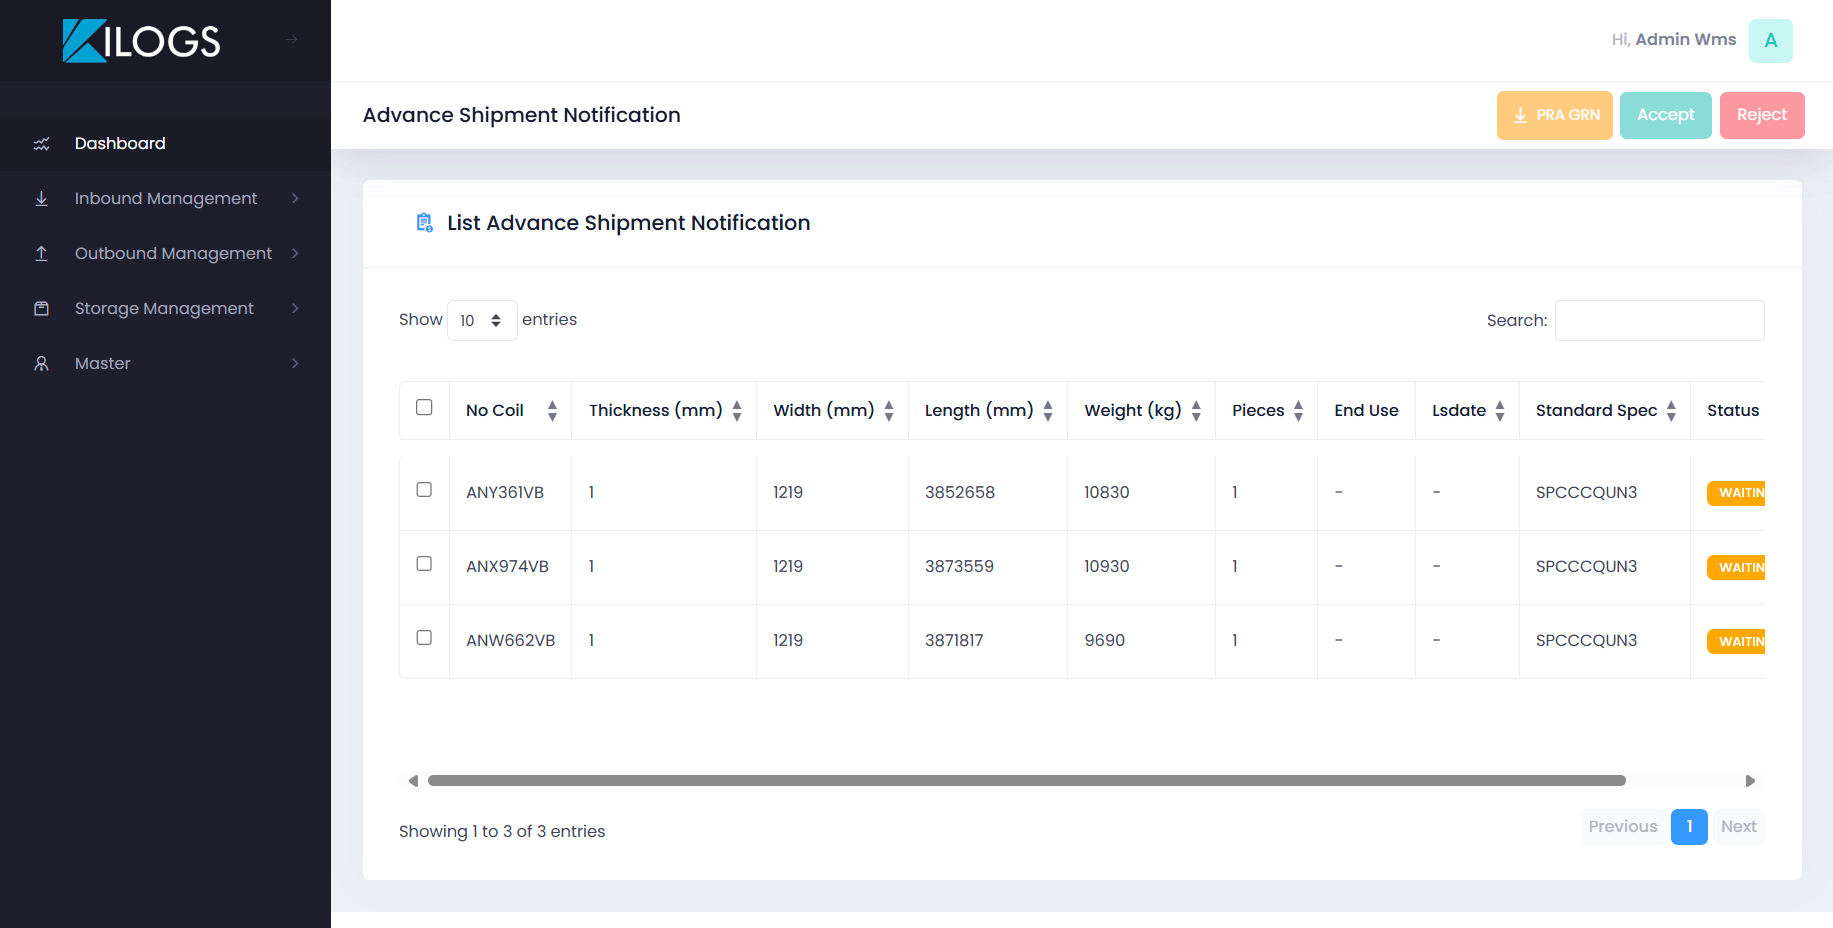 KILOGS
Hi, Admin Wms A
Advance Shipment Notification
PRA GRN Accept Reject
Dashboard
Inbound Management
Outbound Management
Storage Management
Master
List Advance Shipment Notification
Show 10 entries
Search:
No Coil Thickness (mm) Width (mm) Length (mm) Weight (kg) Pieces End Use Lsdate Standard Spec Status
ANY361VB 1 1219 3852658 10830 1 - - SPCCCQUN3 WAITIN
ANX974VB 1 1219 3873559 10930 1 - - SPCCCQUN3 WAITIN
ANW662VB 1 1219 3871817 9690 1 - - SPCCCQUN3 WAITIN
Showing 1 to 3 of 3 entries
Previous 1 Next